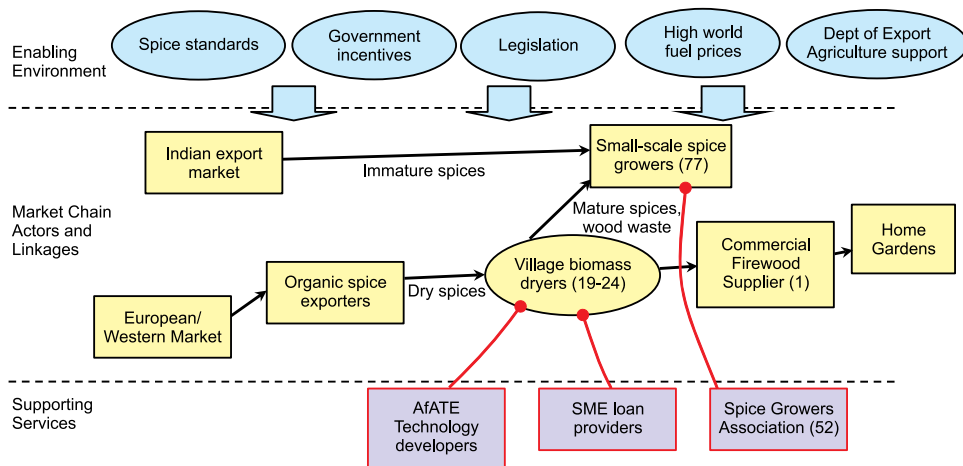 Enabling
Environment
Spice standards
Government
incentives
Legislation
High world
fuel prices
Dept of Export
Agriculture support
Market Chain
Actors and
Linkages
Indian export
market
Immature spices
Small-scale spice
growers (77)
Mature spices,
wood waste
European/
Western Market
Organic spice
exporters
Dry spices
Village biomass
dryers (19-24)
Commercial
Firewood
Supplier (1)
Home
Gardens
Supporting
Services
AfATE
Technology
developers
SME loan
providers
Spice Growers
Association (52)